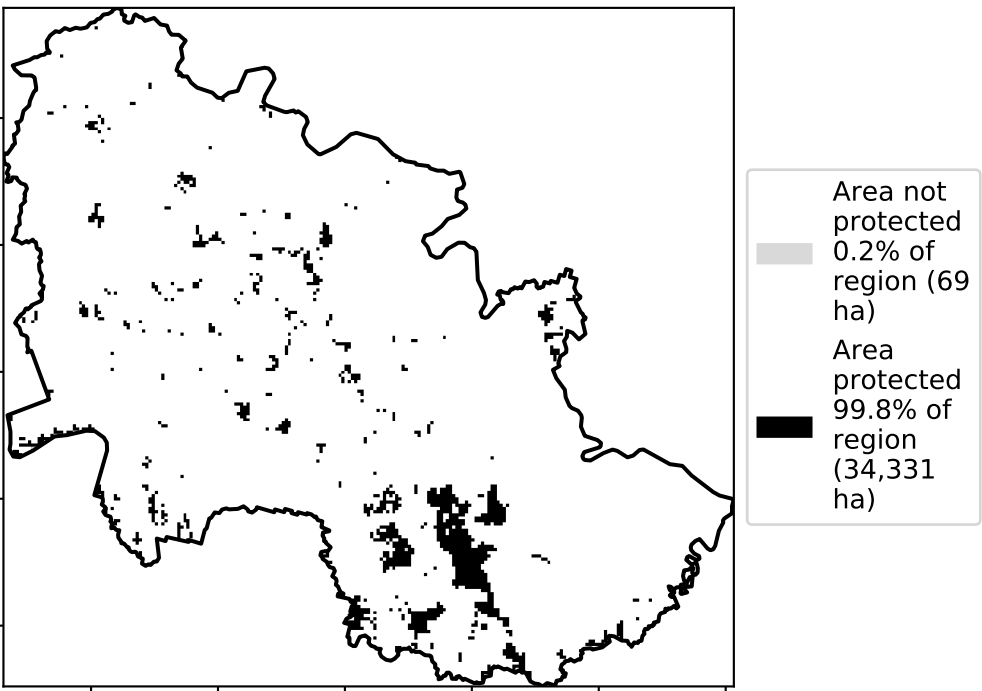 Area not
protected
0.2% of
region (69
ha)
Area
protected
99.8% of
region
(34,331
ha)